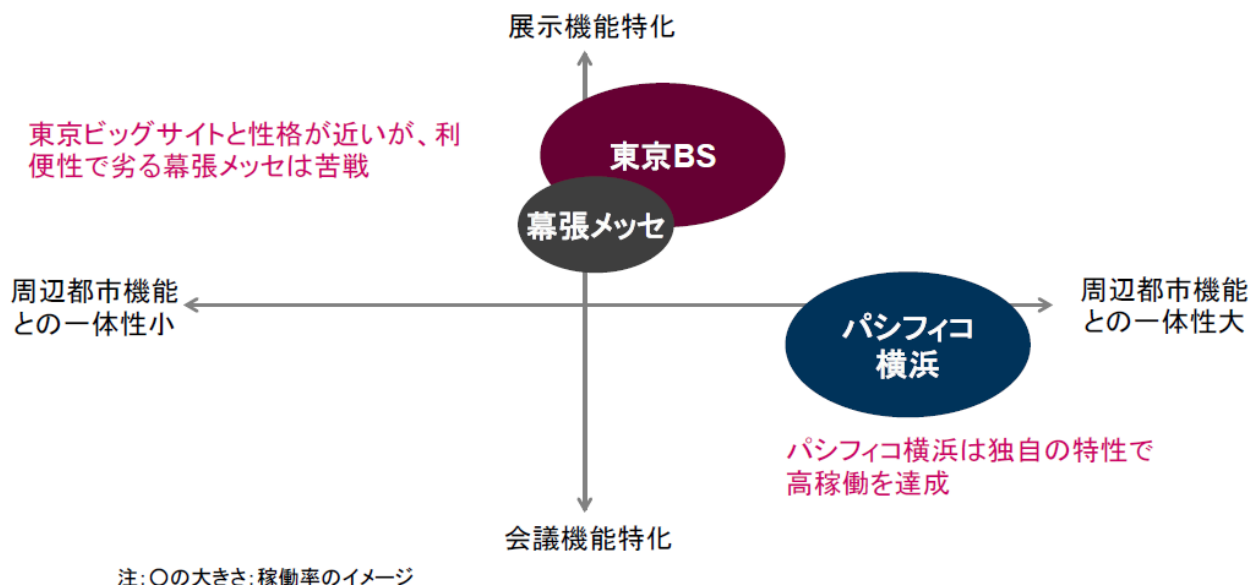 展示機能特化
東京ビッグサイトと性格が近いが、利
便性で劣る幕張メッセは苦戦
東京BS
幕張メッセ
周辺都市機能
との一体性小
周辺都市機能
との一体性大
パシフィコ
横浜
パシフィコ横浜は独自の特性で
高稼働を達成
会議機能特化
注:○の大きさ:稼働率のイメージ